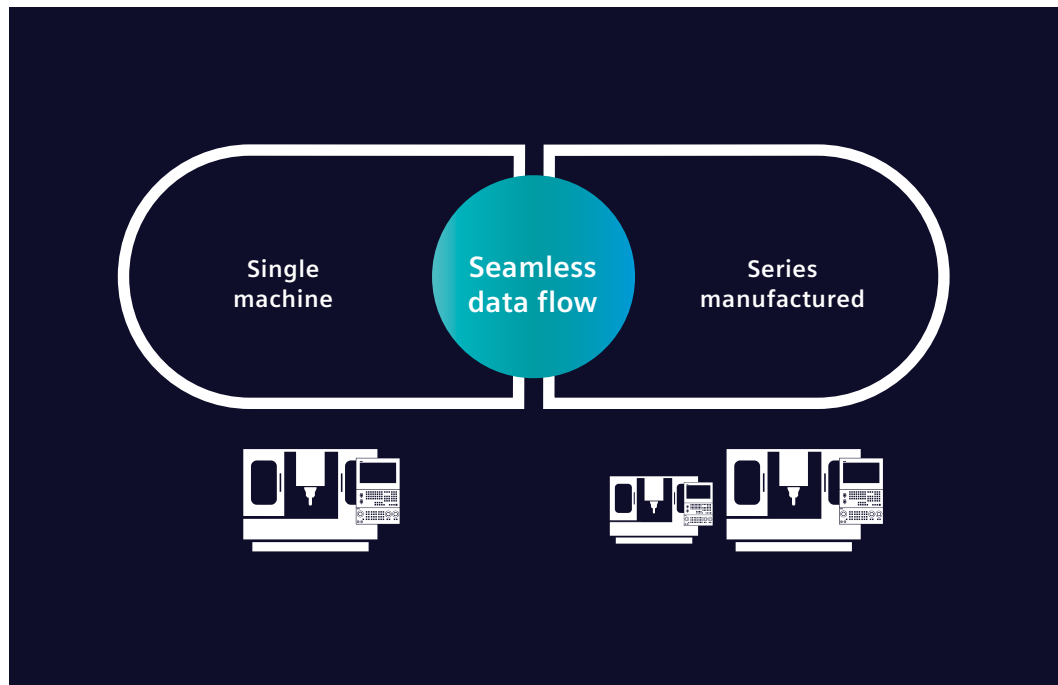 Single
machine
Seamless
data flow
Series
manufactured